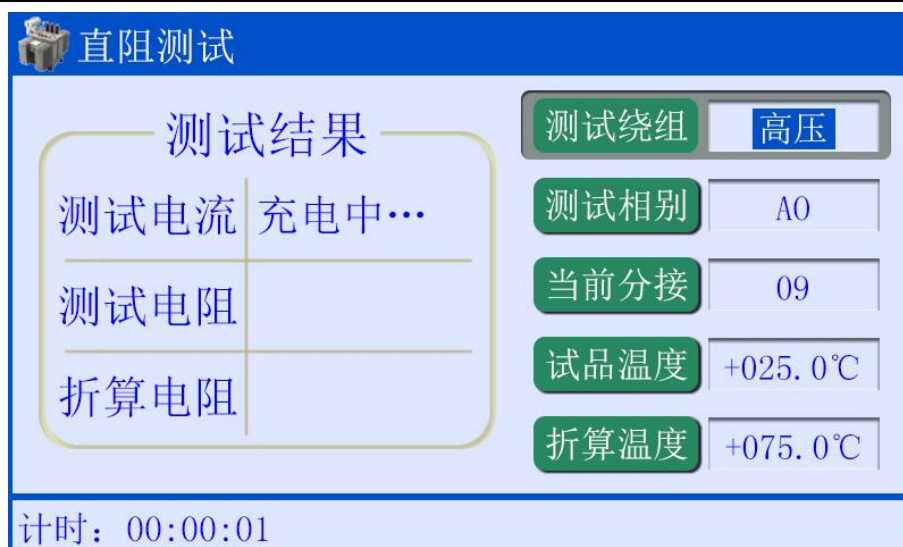 直阻测试
测试结果
测试电流 充电中…
测试电阻
折算电阻
测试绕组 高压
测试相别 AO
当前分接 09
试品温度 +025.0℃
折算温度 +075.0℃
计时：00:00:01